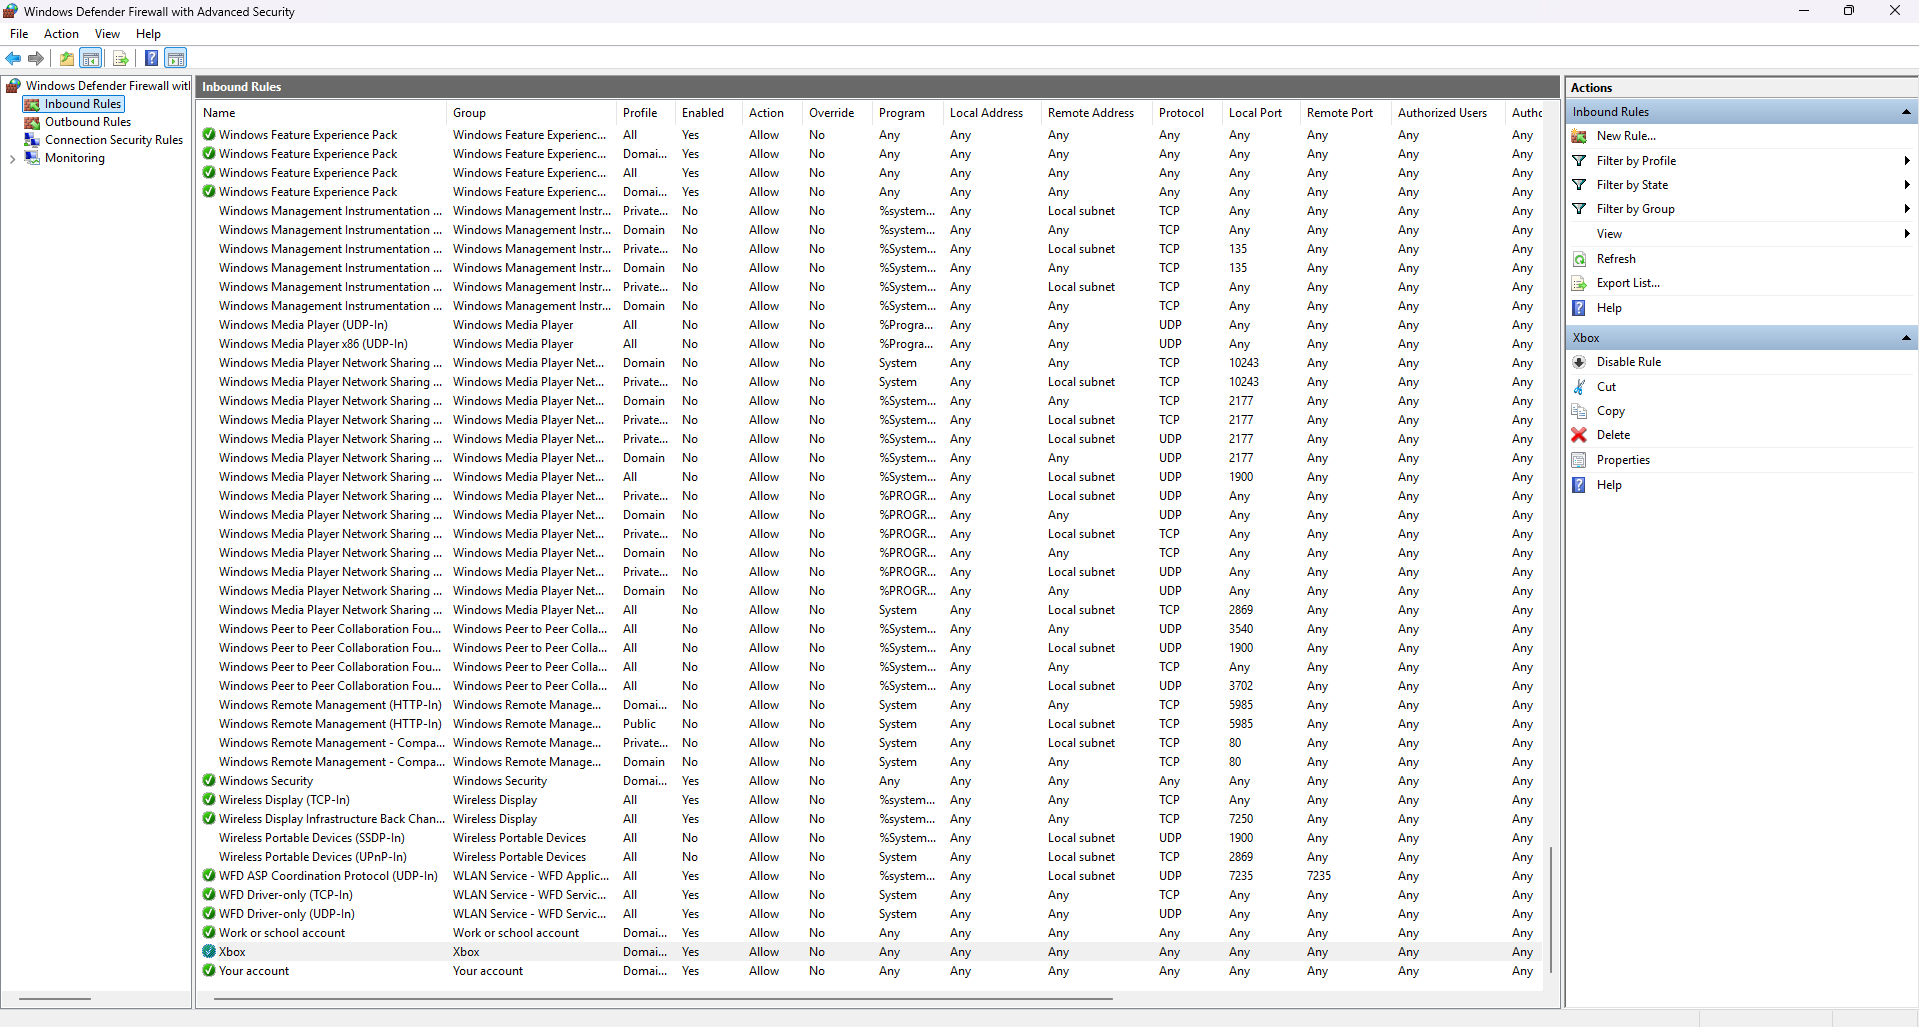 Windows Defender Firewall with Advanced Security
File Action View Help
Windows Defender Firewall witl
Inbound Rules
Outbound Rules
Connection Security Rules
Monitoring
Inbound Rules
Name Group Profile Enabled Action Override Program Local Address Remote Address Protocol Local Port Remote Port Authorized Users Autho
Windows Feature Experience Pack Windows Feature Experienc... All Yes Allow No Any Any Any Any Any Any Any Any
Windows Feature Experience Pack Windows Feature Experienc... Domai... Yes Allow No Any Any Any Any Any Any Any Any
Windows Feature Experience Pack Windows Feature Experienc... All Yes Allow No Any Any Any Any Any Any Any Any
Windows Feature Experience Pack Windows Feature Experienc... Domai... Yes Allow No Any Any Any Any Any Any Any Any
Windows Management Instrumentation ... Windows Management Instr... Private... No Allow No %system... Any Local subnet TCP Any Any Any Any
Windows Management Instrumentation ... Windows Management Instr... Domain No Allow No %system... Any Any TCP Any Any Any Any
Windows Management Instrumentation ... Windows Management Instr... Private... No Allow No %System... Any Local subnet TCP 135 Any Any Any
Windows Management Instrumentation ... Windows Management Instr... Domain No Allow No %System... Any Any TCP 135 Any Any Any
Windows Management Instrumentation ... Windows Management Instr... Private... No Allow No %System... Any Local subnet TCP Any Any Any Any
Windows Management Instrumentation ... Windows Management Instr... Domain No Allow No %System... Any Any TCP Any Any Any Any
Windows Media Player (UDP-In) Windows Media Player All No Allow No %Progra... Any Any UDP Any Any Any Any
Windows Media Player x86 (UDP-In) Windows Media Player All No Allow No %Progra... Any Any UDP Any Any Any Any
Windows Media Player Network Sharing ... Windows Media Player Net... Domain No Allow No System Any Any TCP 10243 Any Any Any
Windows Media Player Network Sharing ... Windows Media Player Net... Private... No Allow No System Any Local subnet TCP 10243 Any Any Any
Windows Media Player Network Sharing ... Windows Media Player Net... Domain No Allow No %System... Any Any TCP 2177 Any Any Any
Windows Media Player Network Sharing ... Windows Media Player Net... Private... No Allow No %System... Any Local subnet TCP 2177 Any Any Any
Windows Media Player Network Sharing ... Windows Media Player Net... Private... No Allow No %System... Any Local subnet UDP 2177 Any Any Any
Windows Media Player Network Sharing ... Windows Media Player Net... Domain No Allow No %System... Any Any UDP 2177 Any Any Any
Windows Media Player Network Sharing ... Windows Media Player Net... All No Allow No %System... Any Local subnet UDP 1900 Any Any Any
Windows Media Player Network Sharing ... Windows Media Player Net... Private... No Allow No %PROGR... Any Local subnet UDP Any Any Any Any
Windows Media Player Network Sharing ... Windows Media Player Net... Domain No Allow No %PROGR... Any Any UDP Any Any Any Any
Windows Media Player Network Sharing ... Windows Media Player Net... Private... No Allow No %PROGR... Any Local subnet TCP Any Any Any Any
Windows Media Player Network Sharing ... Windows Media Player Net... Domain No Allow No %PROGR... Any Any TCP Any Any Any Any
Windows Media Player Network Sharing ... Windows Media Player Net... Private... No Allow No %PROGR... Any Local subnet UDP Any Any Any Any
Windows Media Player Network Sharing ... Windows Media Player Net... Domain No Allow No %PROGR... Any Any UDP Any Any Any Any
Windows Media Player Network Sharing ... Windows Media Player Net... All No Allow No System Any Local subnet TCP 2869 Any Any Any
Windows Peer to Peer Collaboration Fou... Windows Peer to Peer Colla... All No Allow No %System... Any Any UDP 3540 Any Any Any
Windows Peer to Peer Collaboration Fou... Windows Peer to Peer Colla... All No Allow No %System... Any Local subnet UDP 1900 Any Any Any
Windows Peer to Peer Collaboration Fou... Windows Peer to Peer Colla... All No Allow No %System... Any Any TCP Any Any Any Any
Windows Peer to Peer Collaboration Fou... Windows Peer to Peer Colla... All No Allow No %System... Any Local subnet UDP 3702 Any Any Any
Windows Remote Management (HTTP-In) Windows Remote Manage... Domai... No Allow No System Any Any TCP 5985 Any Any Any
Windows Remote Management (HTTP-In) Windows Remote Manage... Public No Allow No System Any Local subnet TCP 5985 Any Any Any
Windows Remote Management - Compa... Windows Remote Manage... Private... No Allow No System Any Local subnet TCP 80 Any Any Any
Windows Remote Management - Compa... Windows Remote Manage... Domain No Allow No System Any Any TCP 80 Any Any Any
Windows Security Windows Security Domai... Yes Allow No Any Any Any Any Any Any Any Any
Wireless Display (TCP-In) Wireless Display All Yes Allow No %system... Any Any TCP Any Any Any Any
Wireless Display Infrastructure Back Chan... Wireless Display All Yes Allow No %system... Any Any TCP 7250 Any Any Any
Wireless Portable Devices (SSDP-In) Wireless Portable Devices All No Allow No %System... Any Local subnet UDP 1900 Any Any Any
Wireless Portable Devices (UPnP-In) Wireless Portable Devices All No Allow No System Any Local subnet TCP 2869 Any Any Any
WFD ASP Coordination Protocol (UDP-In) WLAN Service - WFD Applic... All Yes Allow No %system... Any Local subnet UDP 7235 7235 Any Any
WFD Driver-only (TCP-In) WLAN Service - WFD Servic... All Yes Allow No System Any Any TCP Any Any Any Any
WFD Driver-only (UDP-In) WLAN Service - WFD Servic... All Yes Allow No System Any Any UDP Any Any Any Any
Work or school account Work or school account Domai... Yes Allow No Any Any Any Any Any Any Any Any
Xbox Xbox Domai... Yes Allow No Any Any Any Any Any Any Any Any
Your account Your account Domai... Yes Allow No Any Any Any Any Any Any Any Any
Actions
Inbound Rules
New Rule...
Filter by Profile
Filter by State
Filter by Group
View
Refresh
Export List...
Help
Xbox
Disable Rule
Cut
Copy
Delete
Properties
Help